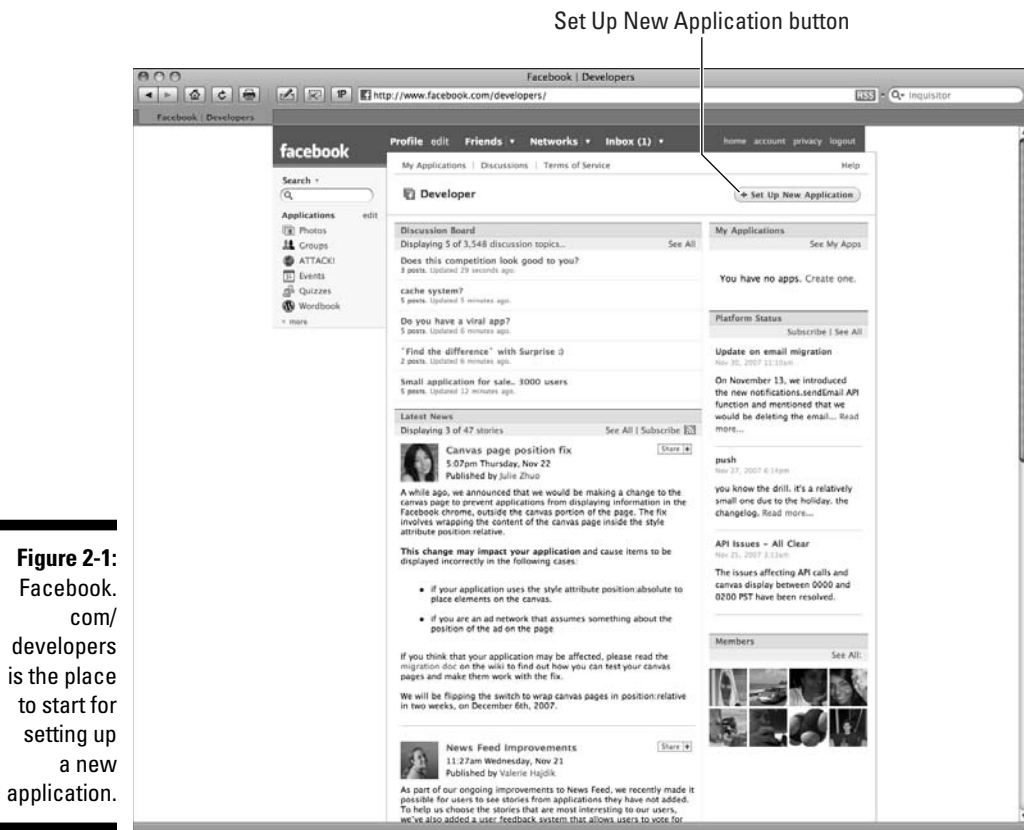 Set Up New Application button
Facebook | Developers
1P
http://www.facebook.com/developers/
RSS
Inquisitor
Facebook | Developers
facebook
Profile edit Friends Networks Inbox (1)
home account privacy logout
My Applications | Discussions | Terms of Service
Help
Search
Developer
+ Set Up New Application
Applications edit
Photos
Groups
ATTACK!
Events
Quizzes
Wordbook
more
Discussion Board
Displaying 5 of 3,548 discussion topics...
See All
Does this competition look good to you?
3 posts. Updated 29 seconds ago.
cache system?
5 posts. Updated 5 minutes ago.
Do you have a viral app?
5 posts. Updated 6 minutes ago.
`Find the difference` with Surprise :)
2 posts. Updated 6 minutes ago.
Small application for sale.. 3000 users
5 posts. Updated 12 minutes ago.
Latest News
Displaying 3 of 47 stories
See All | Subscribe
Canvas page position fix
Share +
5:07pm Thursday, Nov 22
Published by Julie Zhuo
A while ago, we announced that we would be making a change to the
canvas page to prevent applications from displaying information in the
Facebook chrome, outside the canvas portion of the page. The fix
involves wrapping the content of the canvas page inside the style
attribute position:relative.
This change may impact your application and cause items to be
displayed incorrectly in the following cases:
• if your application uses the style attribute position:absolute to
place elements on the canvas.
• if you are an ad network that assumes something about the
position of the ad on the page
If you think that your application may be affected, please read the
migration doc on the wiki to find out how you can test your canvas
pages and make them work with the fix.
We will be flipping the switch to wrap canvas pages in position:relative
in two weeks, on December 6th, 2007.
News Feed Improvements
Share +
11:27am Wednesday, Nov 21
Published by Valerie Hajdik
As part of our ongoing improvements to News Feed, we recently made it
possible for users to see stories from applications they have not added.
To help us choose the stories that are most interesting to our users,
we've also added a user feedback system that allows users to vote for
My Applications
See My Apps
You have no apps. Create one.
Platform Status
Subscribe | See All
Update on email migration
Nov 30, 2007 11:10am
On November 13, we introduced
the new notifications.sendEmail API
function and mentioned that we
would be deleting the email... Read
more...
push
Nov 27, 2007 6:14pm
you know the drill. it's a relatively
small one due to the holiday. the
changelog. Read more...
API Issues - All Clear
Nov 21, 2007 3:13am
The issues affecting API calls and
canvas display between 0000 and
0200 PST have been resolved.
Members
See All:
Figure 2-1:
Facebook.
com/
developers
is the place
to start for
setting up
a new
application.